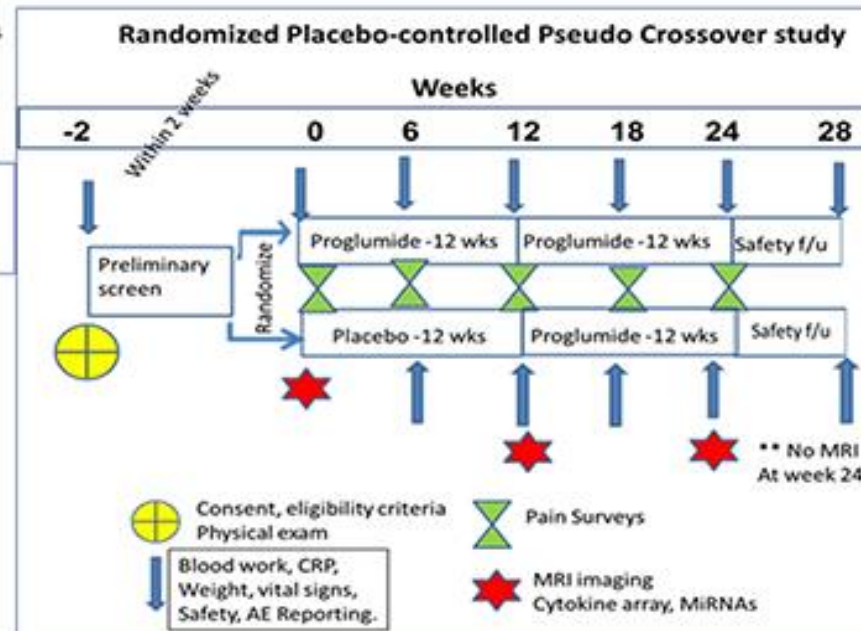 Randomized Placebo-controlled Pseudo Crossover study
Weeks
-2 0 6 12 18 24 28
Within 2 weeks
Preliminary
screen
Randomize
Proglumide -12 wks
Proglumide -12 wks
Safety f/u
Placebo -12 wks
Proglumide -12 wks
Safety f/u
** No MRI
At week 24
Consent, eligibility criteria
Physical exam
Pain Surveys
Blood work, CRP,
Weight, vital signs,
Safety, AE Reporting.
MRI imaging
Cytokine array, MiRNAs